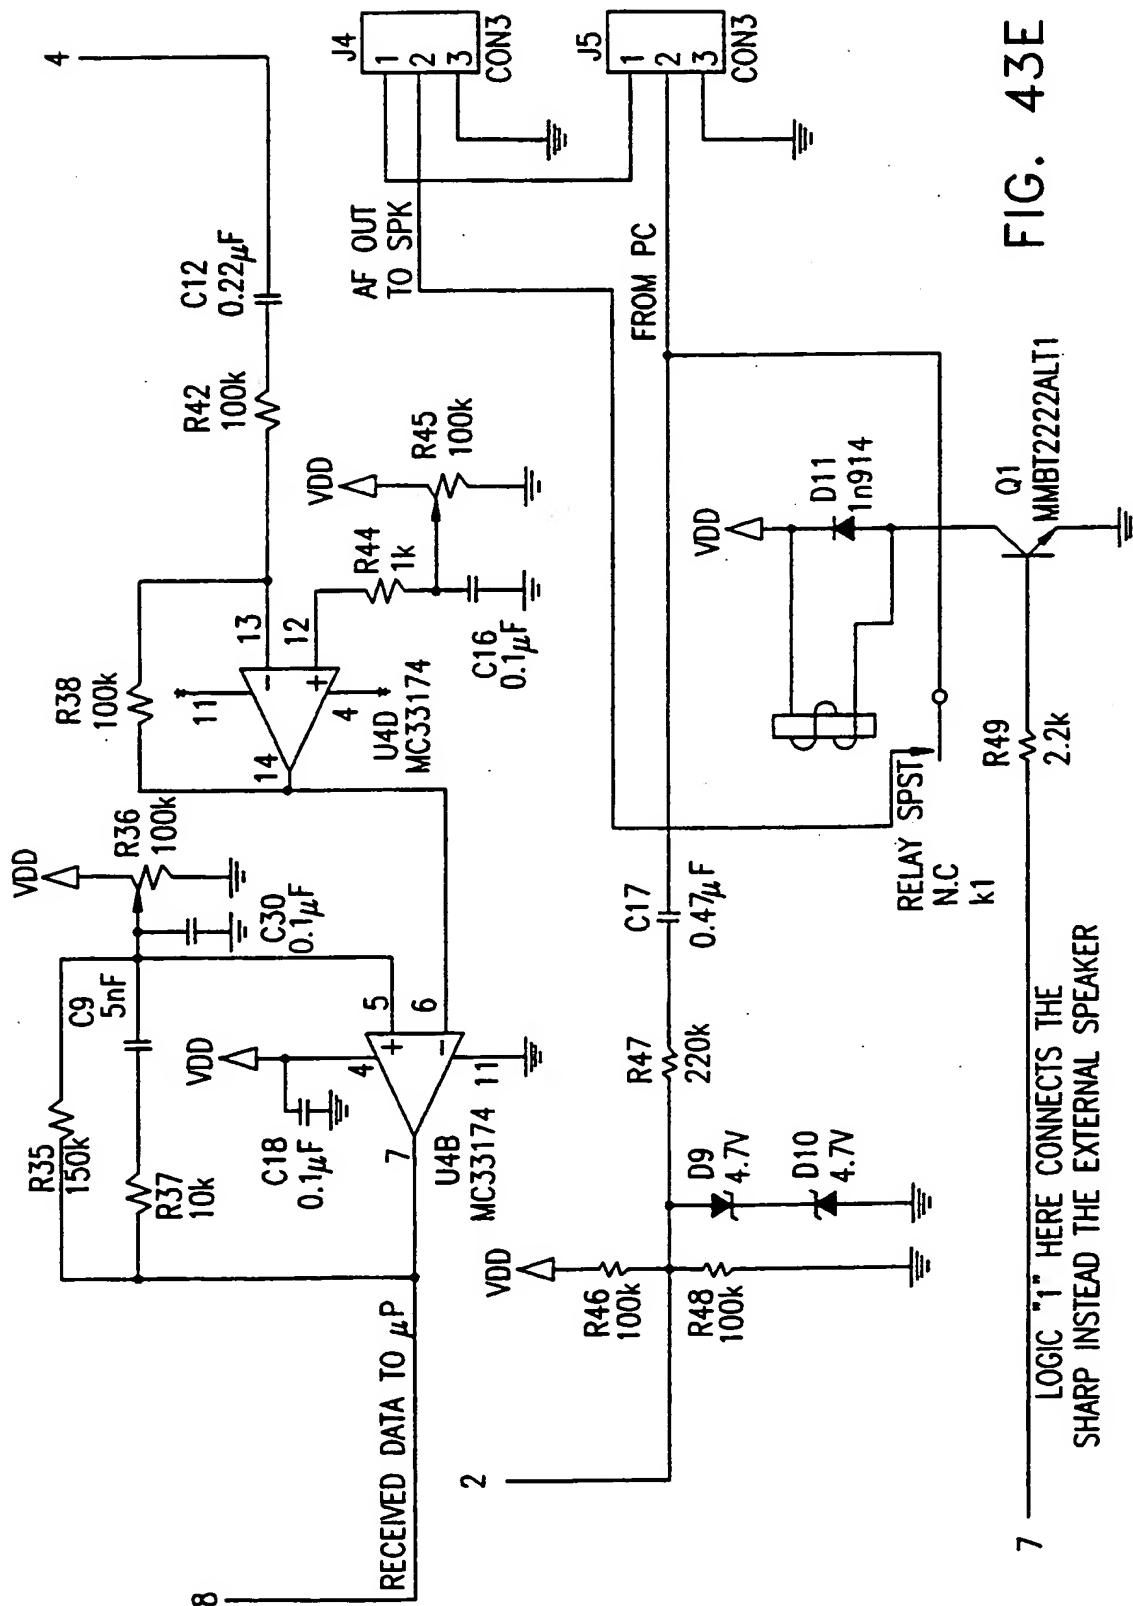 4
8
RECEIVED DATA TO μP
R35
150k
R37
10k
C9
5nF
VDD
R36
100k
C30
0.1μF
VDD
C18
0.1μF
4
5
6
7
11
U4B
MC33174
R38
100k
11
14
13
12
4
U4D
MC33174
R42
100k
C12
0.22μF
VDD
R44
1k
R45
100k
C16
0.1μF
J4
1
2
3
CON3
J5
1
2
3
CON3
AF OUT
TO SPK
FROM PC
2
VDD
R46
100k
R48
100k
D9
4.7V
D10
4.7V
R47
220k
C17
0.47μF
RELAY SPST
N.C
k1
VDD
D11
1n914
Q1
MMBT2222ALT1
R49
2.2k
7
LOGIC "1" HERE CONNECTS THE
SHARP INSTEAD THE EXTERNAL SPEAKER
FIG. 43E